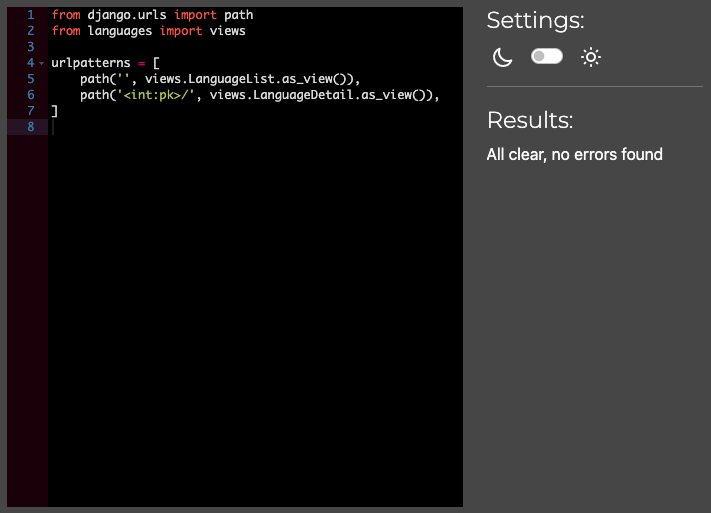 1 from django.urls import path
2 from languages import views
3
4 urlpatterns = [
5     path('', views.LanguageList.as_view()),
6     path('<int:pk>/', views.LanguageDetail.as_view()),
7 ]
8
Settings:
Results:
All clear, no errors found